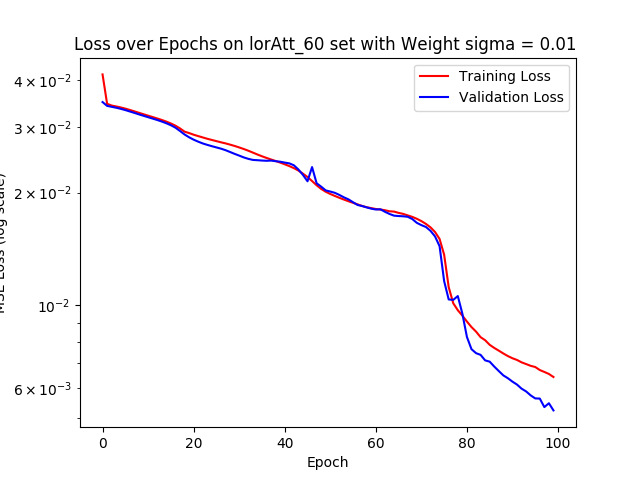 Loss over Epochs on lorAtt_60 set with Weight sigma = 0.01
Training Loss
Validation Loss
4 × 10⁻²
3 × 10⁻²
2 × 10⁻²
10⁻²
6 × 10⁻³
MSE Loss (log scale)
0 20 40 60 80 100
Epoch